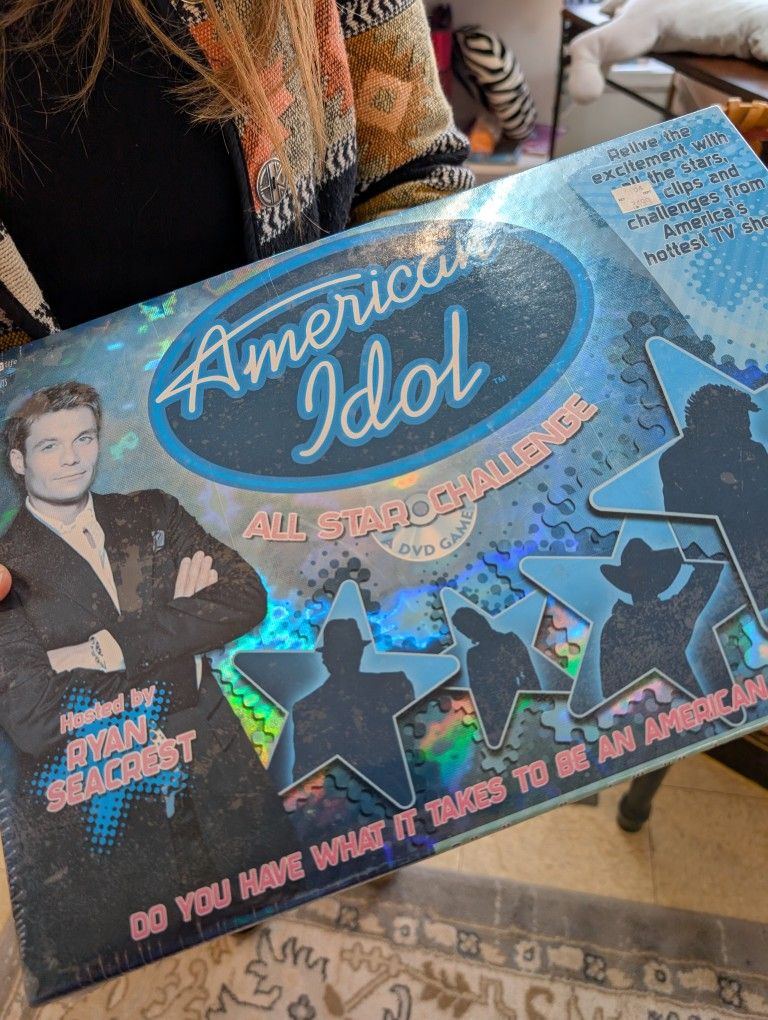 Relive the
excitement with
the stars,
clips and
challenges from
America's
hottest TV
American
Idol
TM
ALL STAR CHALLENGE
A DVD GAME
Hosted by
RYAN
SEACREST
DO YOU HAVE WHAT IT TAKES TO BE AN AMERICAN